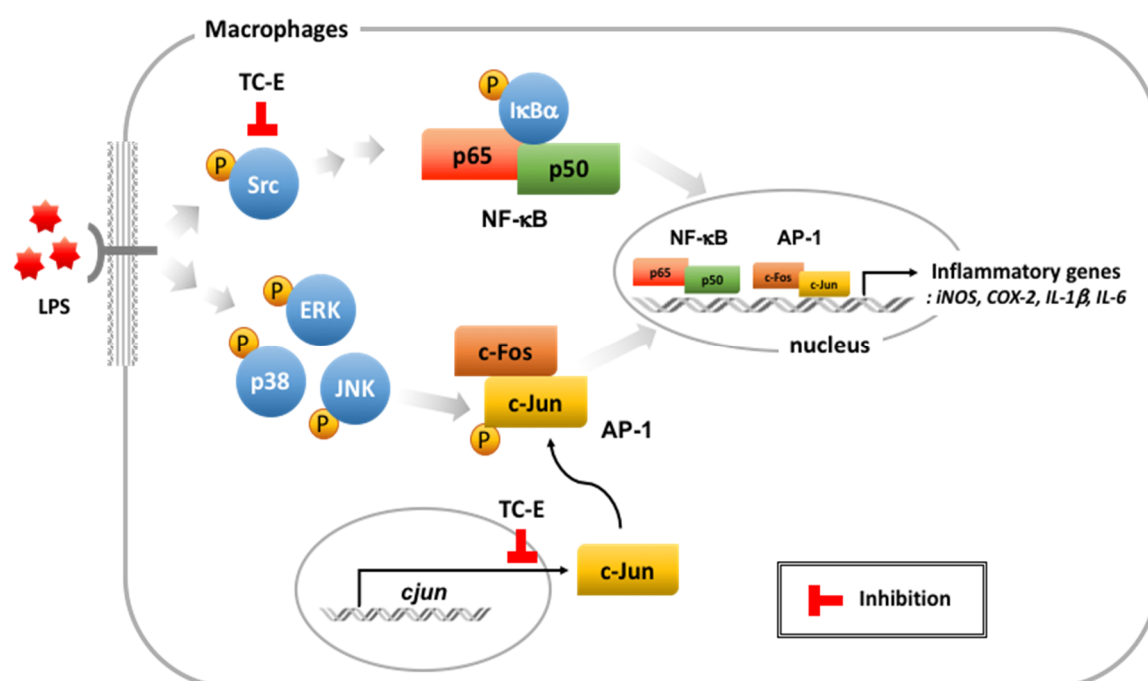 Macrophages
TC-E
P
Src
P
IκBα
p65
p50
NF-κB
LPS
P
ERK
P
p38
JNK
P
c-Fos
c-Jun
P
AP-1
NF-κB
AP-1
p65
p50
c-Fos
c-Jun
Inflammatory genes
: iNOS, COX-2, IL-1β, IL-6
nucleus
TC-E
cjun
c-Jun
Inhibition